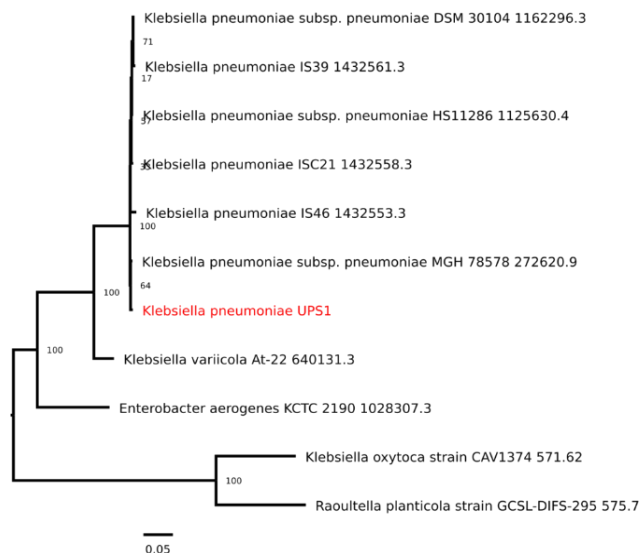 Klebsiella pneumoniae subsp. pneumoniae DSM 30104 1162296.3
71
Klebsiella pneumoniae IS39 1432561.3
17
Klebsiella pneumoniae subsp. pneumoniae HS11286 1125630.4
37
Klebsiella pneumoniae ISC21 1432558.3
Klebsiella pneumoniae IS46 1432553.3
100
Klebsiella pneumoniae subsp. pneumoniae MGH 78578 272620.9
64
100
Klebsiella pneumoniae UPS1
100
Klebsiella variicola At-22 640131.3
Enterobacter aerogenes KCTC 2190 1028307.3
Klebsiella oxytoca strain CAV1374 571.62
100
Raoultella planticola strain GCSL-DIFS-295 575.7
0.05